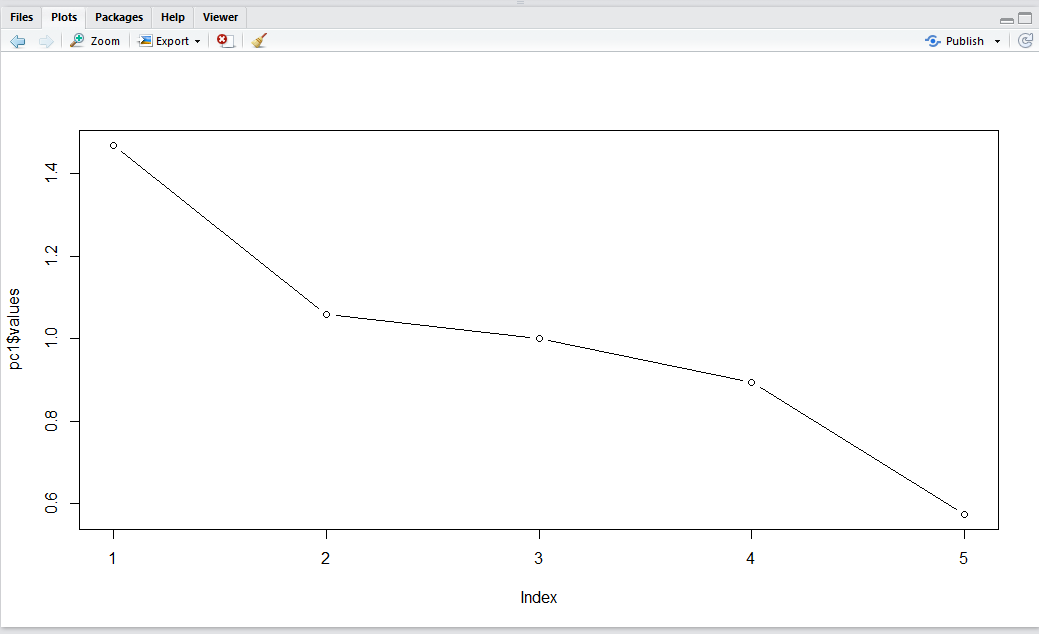 Files Plots Packages Help Viewer
Zoom Export Publish
pc1$values
1.4
1.2
1.0
0.8
0.6
1 2 3 4 5
Index